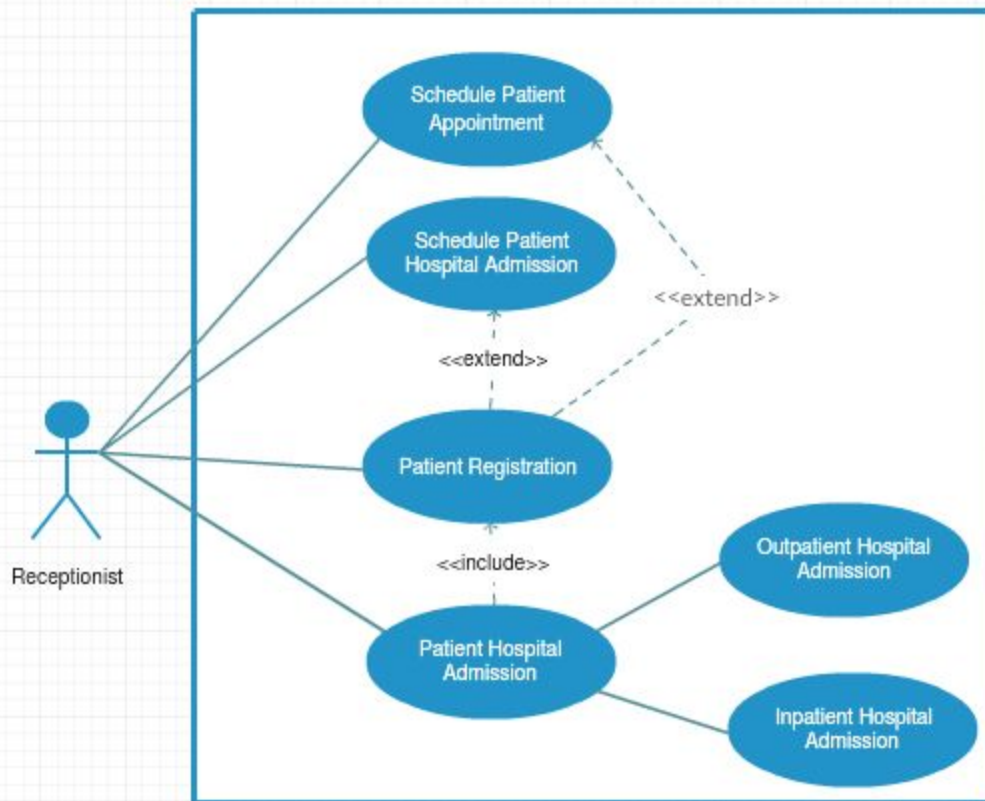 Schedule Patient
Appointment
Schedule Patient
Hospital Admission
<<extend>>
<<extend>>
Patient Registration
<<include>>
Outpatient Hospital
Admission
Receptionist
Patient Hospital
Admission
Inpatient Hospital
Admission